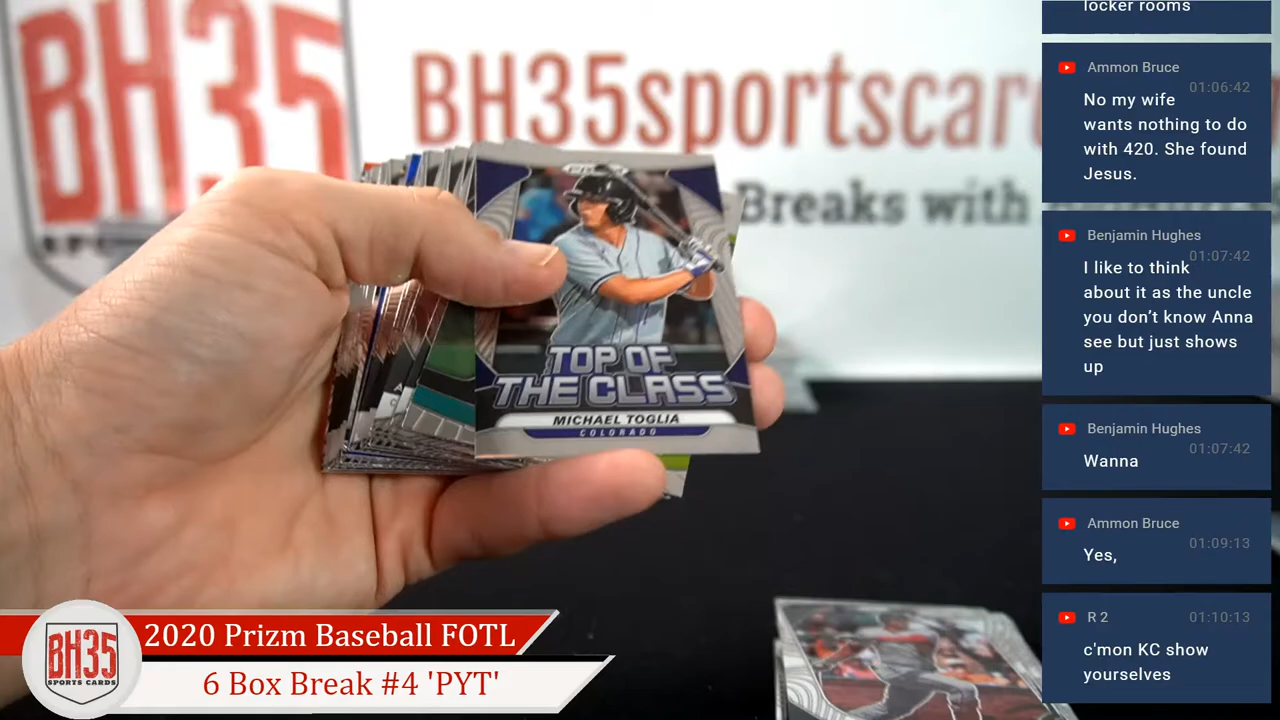 BH35
SPORTS
BH35sportscar
Breaks with
TOP OF
THE CLASS
MICHAEL TOGLIA
COLORADO
BH35
SPORTS CARDS
2020 Prizm Baseball FOTL
6 Box Break #4 'PYT'
locker rooms
Ammon Bruce
01:06:42
No my wife
wants nothing to do
with 420. She found
Jesus.
Benjamin Hughes
01:07:42
I like to think
about it as the uncle
you don’t know Anna
see but just shows
up
Benjamin Hughes
01:07:42
Wanna
Ammon Bruce
01:09:13
Yes,
R 2
01:10:13
c'mon KC show
yourselves